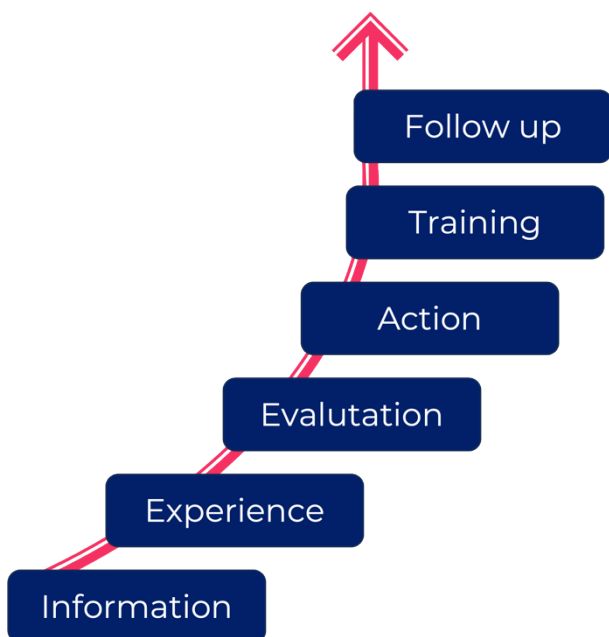 Follow up
Training
Action
Evalutation
Experience
Information